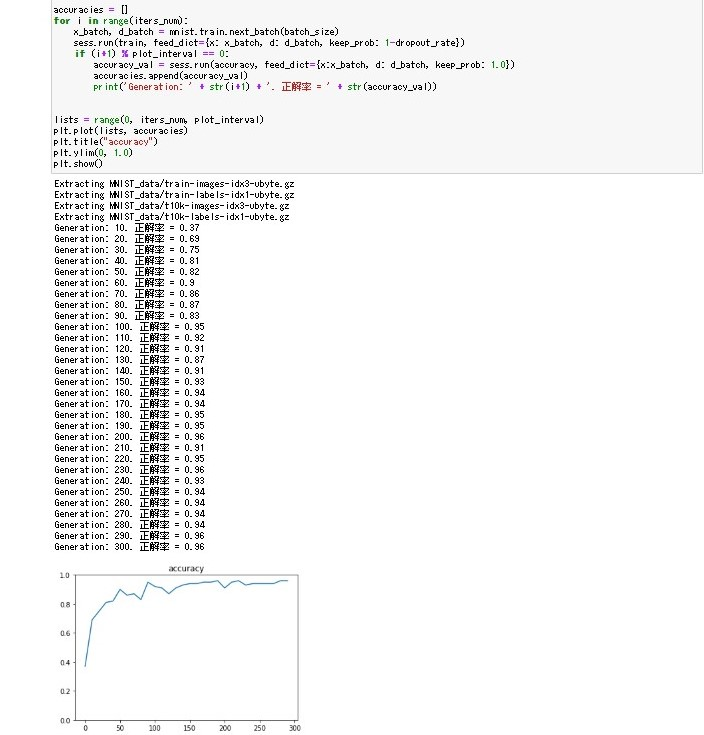 accuracies = []
for i in range(iters_num):
    x_batch, d_batch = mnist.train.next_batch(batch_size)
    sess.run(train, feed_dict={x: x_batch, d: d_batch, keep_prob: 1-dropout_rate})
    if (i+1) % plot_interval == 0:
        accuracy_val = sess.run(accuracy, feed_dict={x:x_batch, d: d_batch, keep_prob: 1.0})
        accuracies.append(accuracy_val)
        print('Generation: ' + str(i+1) + '. 正解率 = ' + str(accuracy_val))
lists = range(0, iters_num, plot_interval)
plt.plot(lists, accuracies)
plt.title("accuracy")
plt.ylim(0, 1.0)
plt.show()
Extracting MNIST_data/train-images-idx3-ubyte.gz
Extracting MNIST_data/train-labels-idx1-ubyte.gz
Extracting MNIST_data/t10k-images-idx3-ubyte.gz
Extracting MNIST_data/t10k-labels-idx1-ubyte.gz
Generation: 10. 正解率 = 0.37
Generation: 20. 正解率 = 0.69
Generation: 30. 正解率 = 0.75
Generation: 40. 正解率 = 0.81
Generation: 50. 正解率 = 0.82
Generation: 60. 正解率 = 0.9
Generation: 70. 正解率 = 0.86
Generation: 80. 正解率 = 0.87
Generation: 90. 正解率 = 0.83
Generation: 100. 正解率 = 0.95
Generation: 110. 正解率 = 0.92
Generation: 120. 正解率 = 0.91
Generation: 130. 正解率 = 0.87
Generation: 140. 正解率 = 0.91
Generation: 150. 正解率 = 0.93
Generation: 160. 正解率 = 0.94
Generation: 170. 正解率 = 0.94
Generation: 180. 正解率 = 0.95
Generation: 190. 正解率 = 0.95
Generation: 200. 正解率 = 0.96
Generation: 210. 正解率 = 0.91
Generation: 220. 正解率 = 0.95
Generation: 230. 正解率 = 0.96
Generation: 240. 正解率 = 0.93
Generation: 250. 正解率 = 0.94
Generation: 260. 正解率 = 0.94
Generation: 270. 正解率 = 0.94
Generation: 280. 正解率 = 0.94
Generation: 290. 正解率 = 0.96
Generation: 300. 正解率 = 0.96
accuracy
1.0
0.8
0.6
0.4
0.2
0.0
0 50 100 150 200 250 300